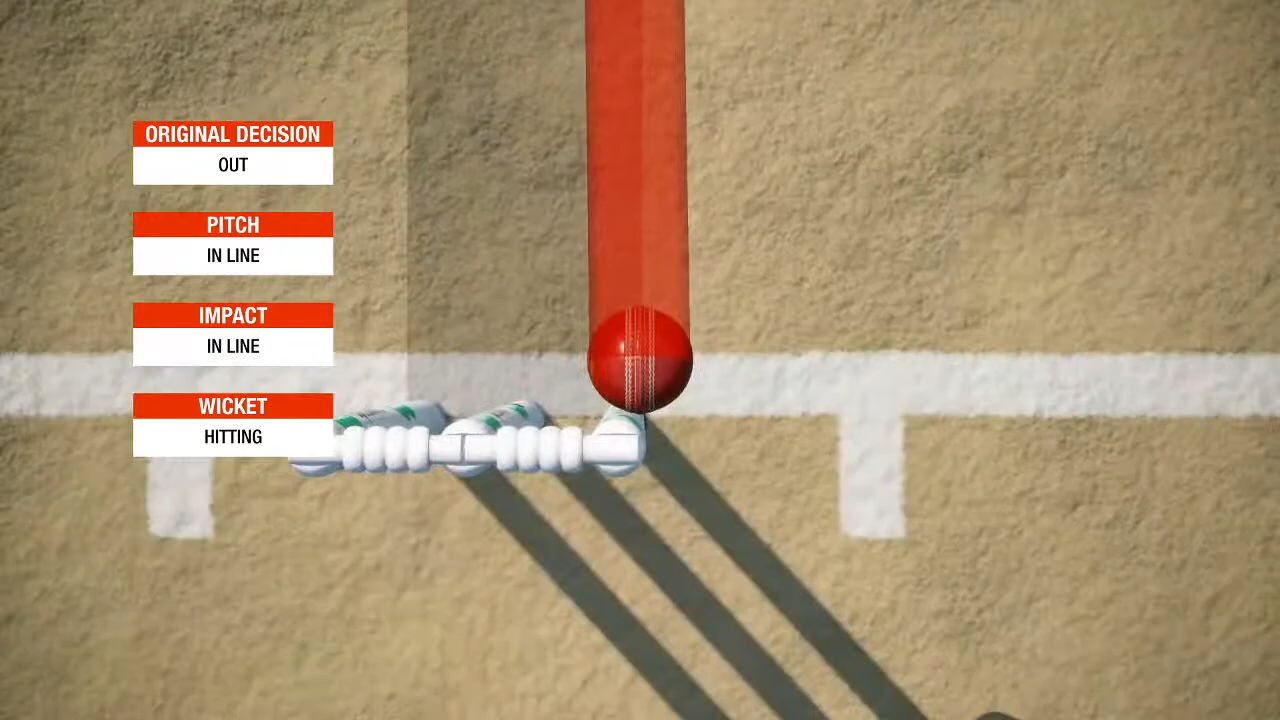 ORIGINAL DECISION
OUT
PITCH
IN LINE
IMPACT
IN LINE
WICKET
HITTING